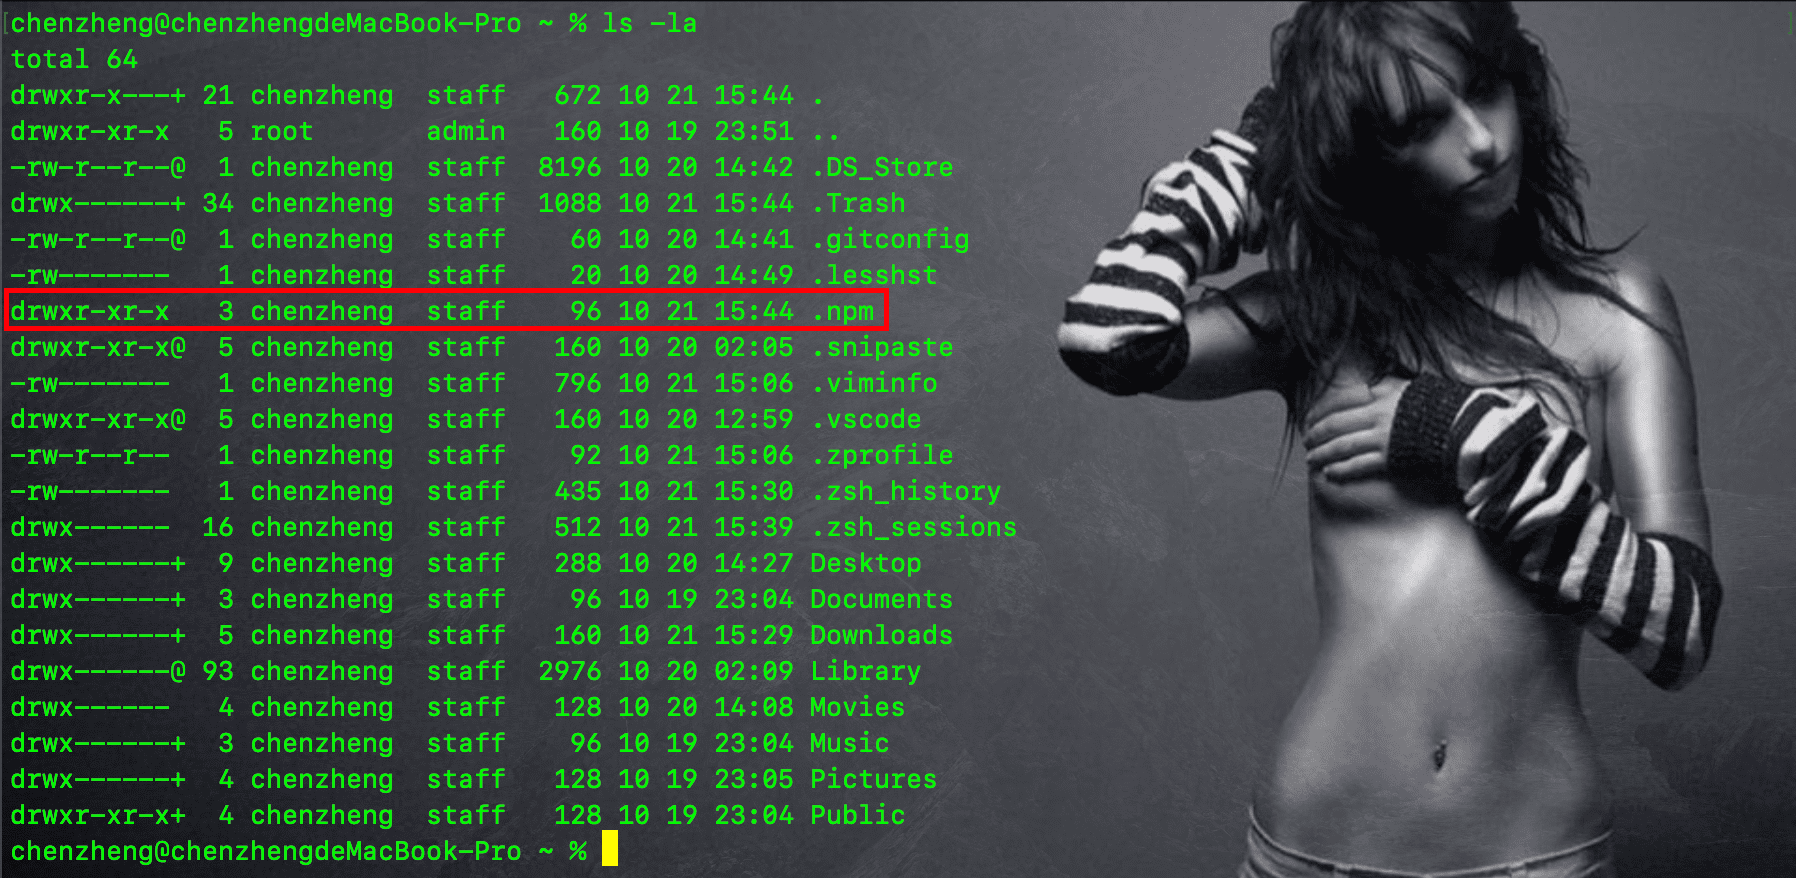 [chenzheng@chenzhengdeMacBook-Pro ~ % ls -la
total 64
drwxr-x---+ 21 chenzheng  staff   672 10 21 15:44 .
drwxr-xr-x   5 root       admin   160 10 19 23:51 ..
-rw-r--r--@  1 chenzheng  staff  8196 10 20 14:42 .DS_Store
drwx------+ 34 chenzheng  staff  1088 10 21 15:44 .Trash
-rw-r--r--@  1 chenzheng  staff    60 10 20 14:41 .gitconfig
-rw-------   1 chenzheng  staff    20 10 20 14:49 .lesshst
drwxr-xr-x   3 chenzheng  staff    96 10 21 15:44 .npm
drwxr-xr-x@  5 chenzheng  staff   160 10 20 02:05 .snipaste
-rw-------   1 chenzheng  staff   796 10 21 15:06 .viminfo
drwxr-xr-x@  5 chenzheng  staff   160 10 20 12:59 .vscode
-rw-r--r--   1 chenzheng  staff    92 10 21 15:06 .zprofile
-rw-------   1 chenzheng  staff   435 10 21 15:30 .zsh_history
drwx------  16 chenzheng  staff   512 10 21 15:39 .zsh_sessions
drwx------+  9 chenzheng  staff   288 10 20 14:27 Desktop
drwx------+  3 chenzheng  staff    96 10 19 23:04 Documents
drwx------+  5 chenzheng  staff   160 10 21 15:29 Downloads
drwx------@ 93 chenzheng  staff  2976 10 20 02:09 Library
drwx------   4 chenzheng  staff   128 10 20 14:08 Movies
drwx------+  3 chenzheng  staff    96 10 19 23:04 Music
drwx------+  4 chenzheng  staff   128 10 19 23:05 Pictures
drwxr-xr-x+  4 chenzheng  staff   128 10 19 23:04 Public
chenzheng@chenzhengdeMacBook-Pro ~ %